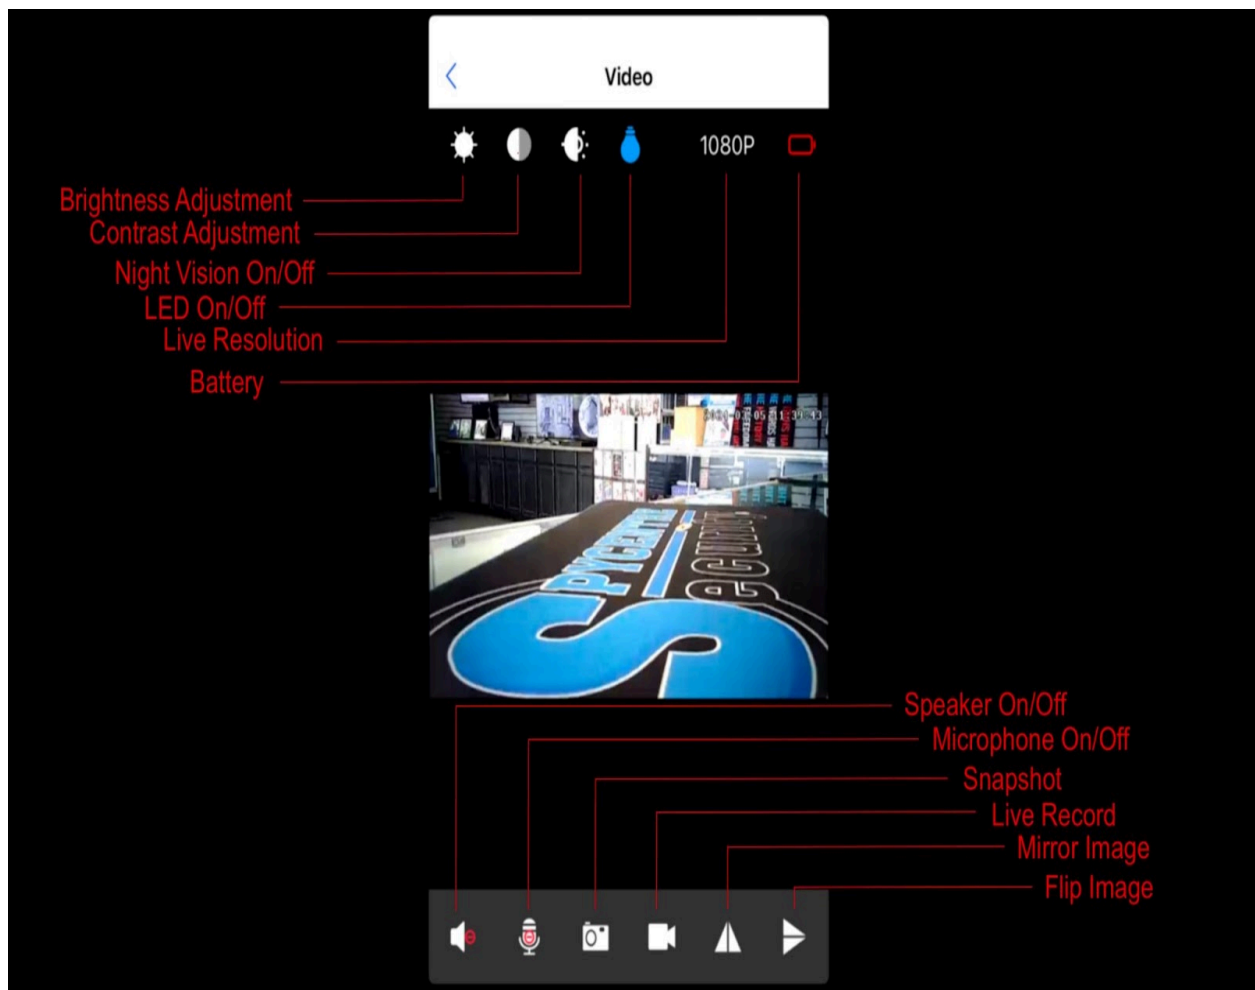 Video
1080P
Brightness Adjustment
Contrast Adjustment
Night Vision On/Off
LED On/Off
Live Resolution
Battery
SPYCENTRE
Security
Speaker On/Off
Microphone On/Off
Snapshot
Live Record
Mirror Image
Flip Image